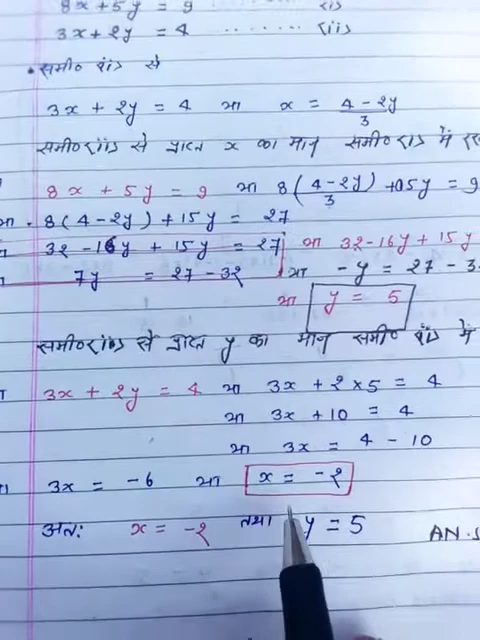 8x + 5y = 9
3x + 2y = 4 ........ (ii)
• समी० (ii) से
3x + 2y = 4 या x = 4 - 2y / 3
समी० (iii) से प्राप्त x का मान समी० (i) में
8x + 5y = 9 या 8(4-2y / 3) + 5y = 9
8(4-2y) + 15y = 27
32 - 16y + 15y = 27 या 32-16y + 15y
7y = 27 - 32 या -y = 27 - 3
या y = 5
समी० से प्राप्त y का मान समी० (ii) में
3x + 2y = 4 या 3x + 2×5 = 4
या 3x + 10 = 4
या 3x = 4 - 10
3x = -6 या x = -2
अतः x = -2 तथा y = 5 AN.S